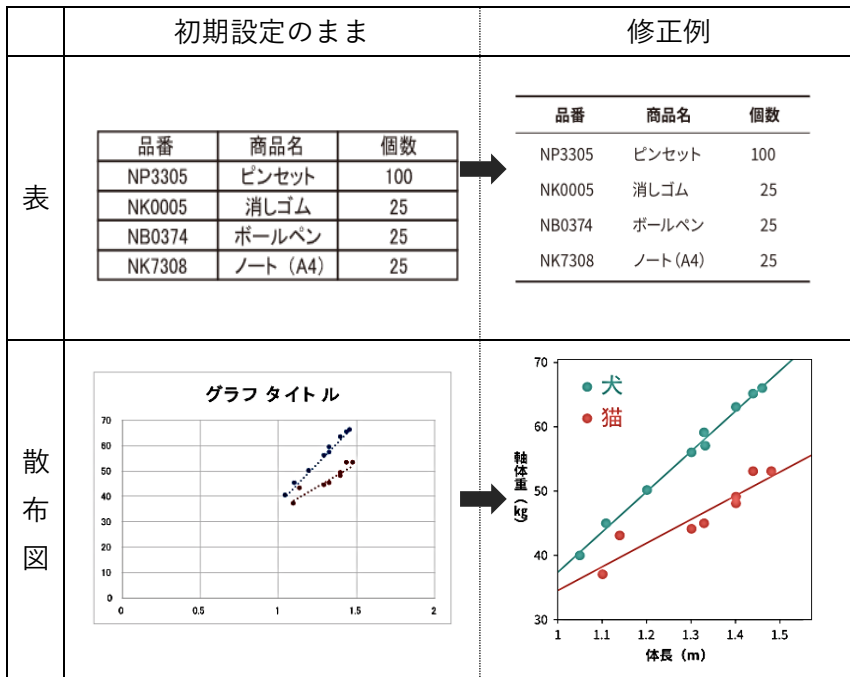 初期設定のまま 修正例
表
品番 商品名 個数
NP3305 ピンセット 100
NK0005 消しゴム 25
NB0374 ボールペン 25
NK7308 ノート（A4） 25
品番 商品名 個数
NP3305 ピンセット 100
NK0005 消しゴム 25
NB0374 ボールペン 25
NK7308 ノート（A4） 25
散布図
グラフ タイトル
70
60
50
40
30
20
10
0
0 0.5 1 1.5 2
犬
猫
軸体重（kg）
70
60
50
40
30
1 1.1 1.2 1.3 1.4 1.5
体長（m）